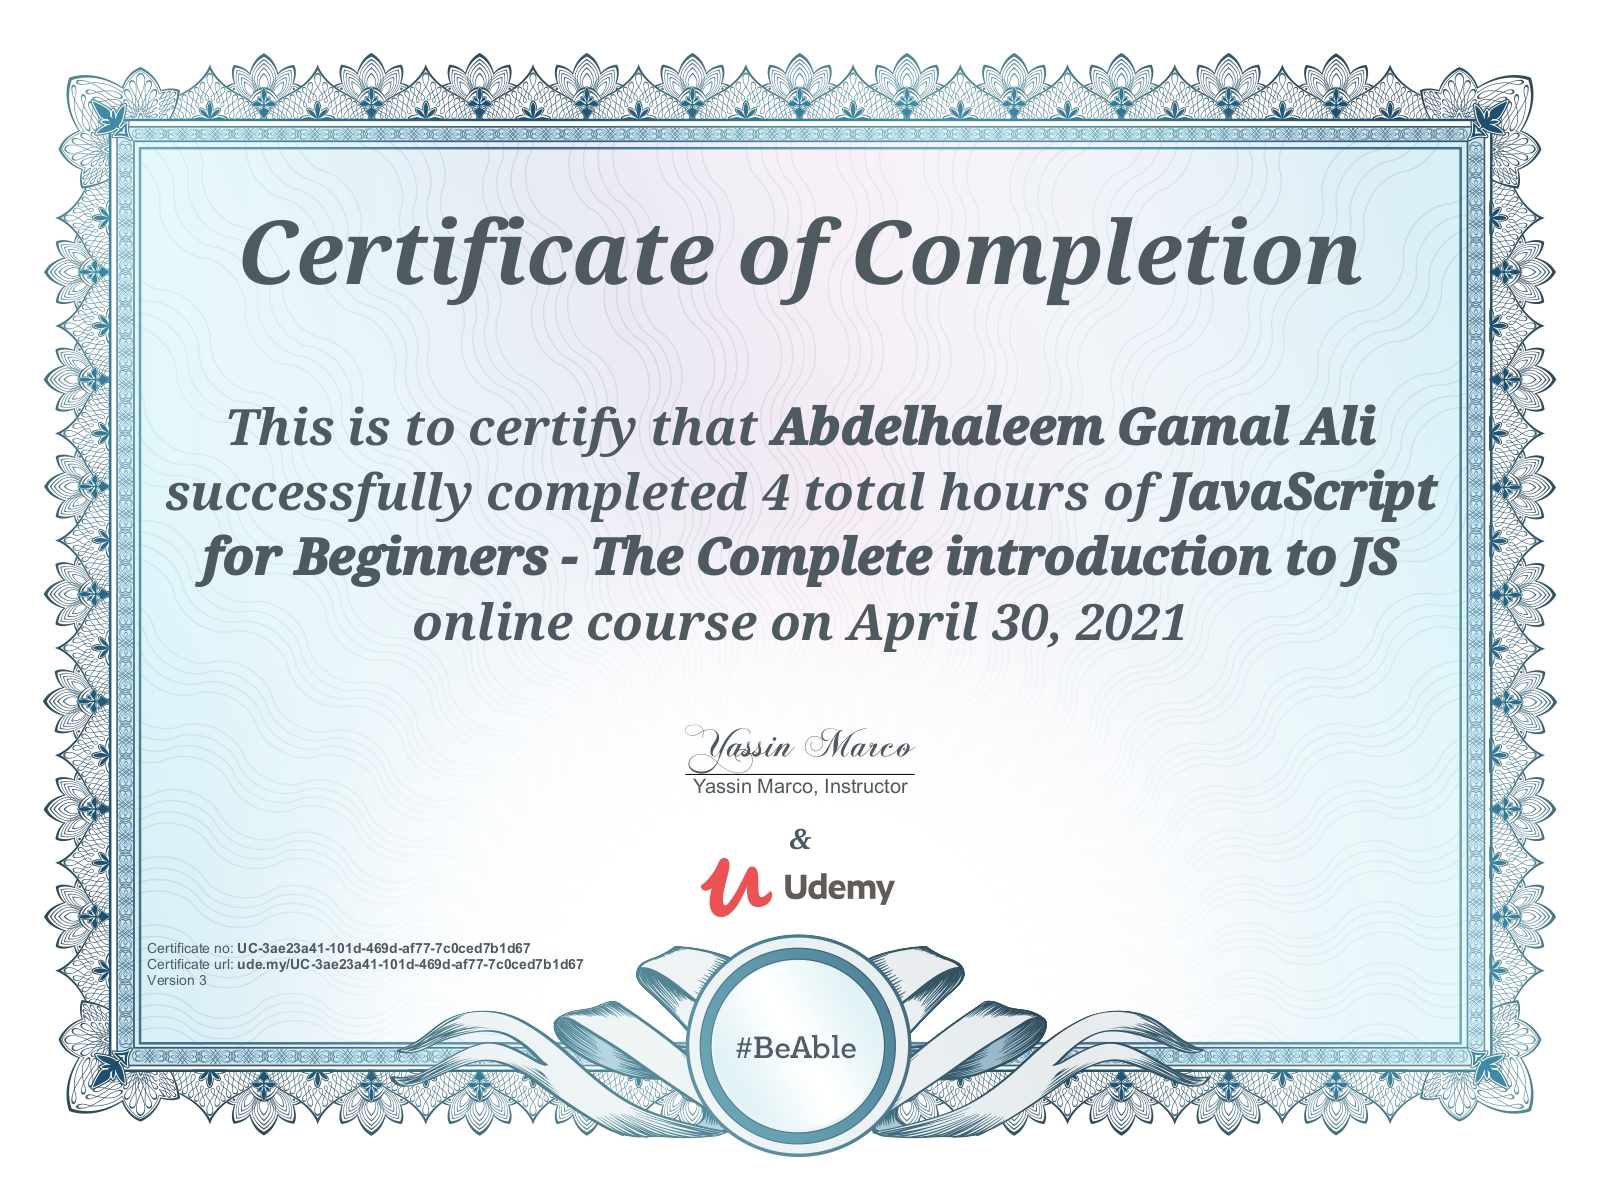 Certificate of Completion
This is to certify that Abdelhaleem Gamal Ali
successfully completed 4 total hours of JavaScript
for Beginners - The Complete introduction to JS
online course on April 30, 2021
Yassin Marco
Yassin Marco, Instructor
&
Udemy
Certificate no: UC-3ae23a41-101d-469d-af77-7c0ced7b1d67
Certificate url: ude.my/UC-3ae23a41-101d-469d-af77-7c0ced7b1d67
Version 3
#BeAble